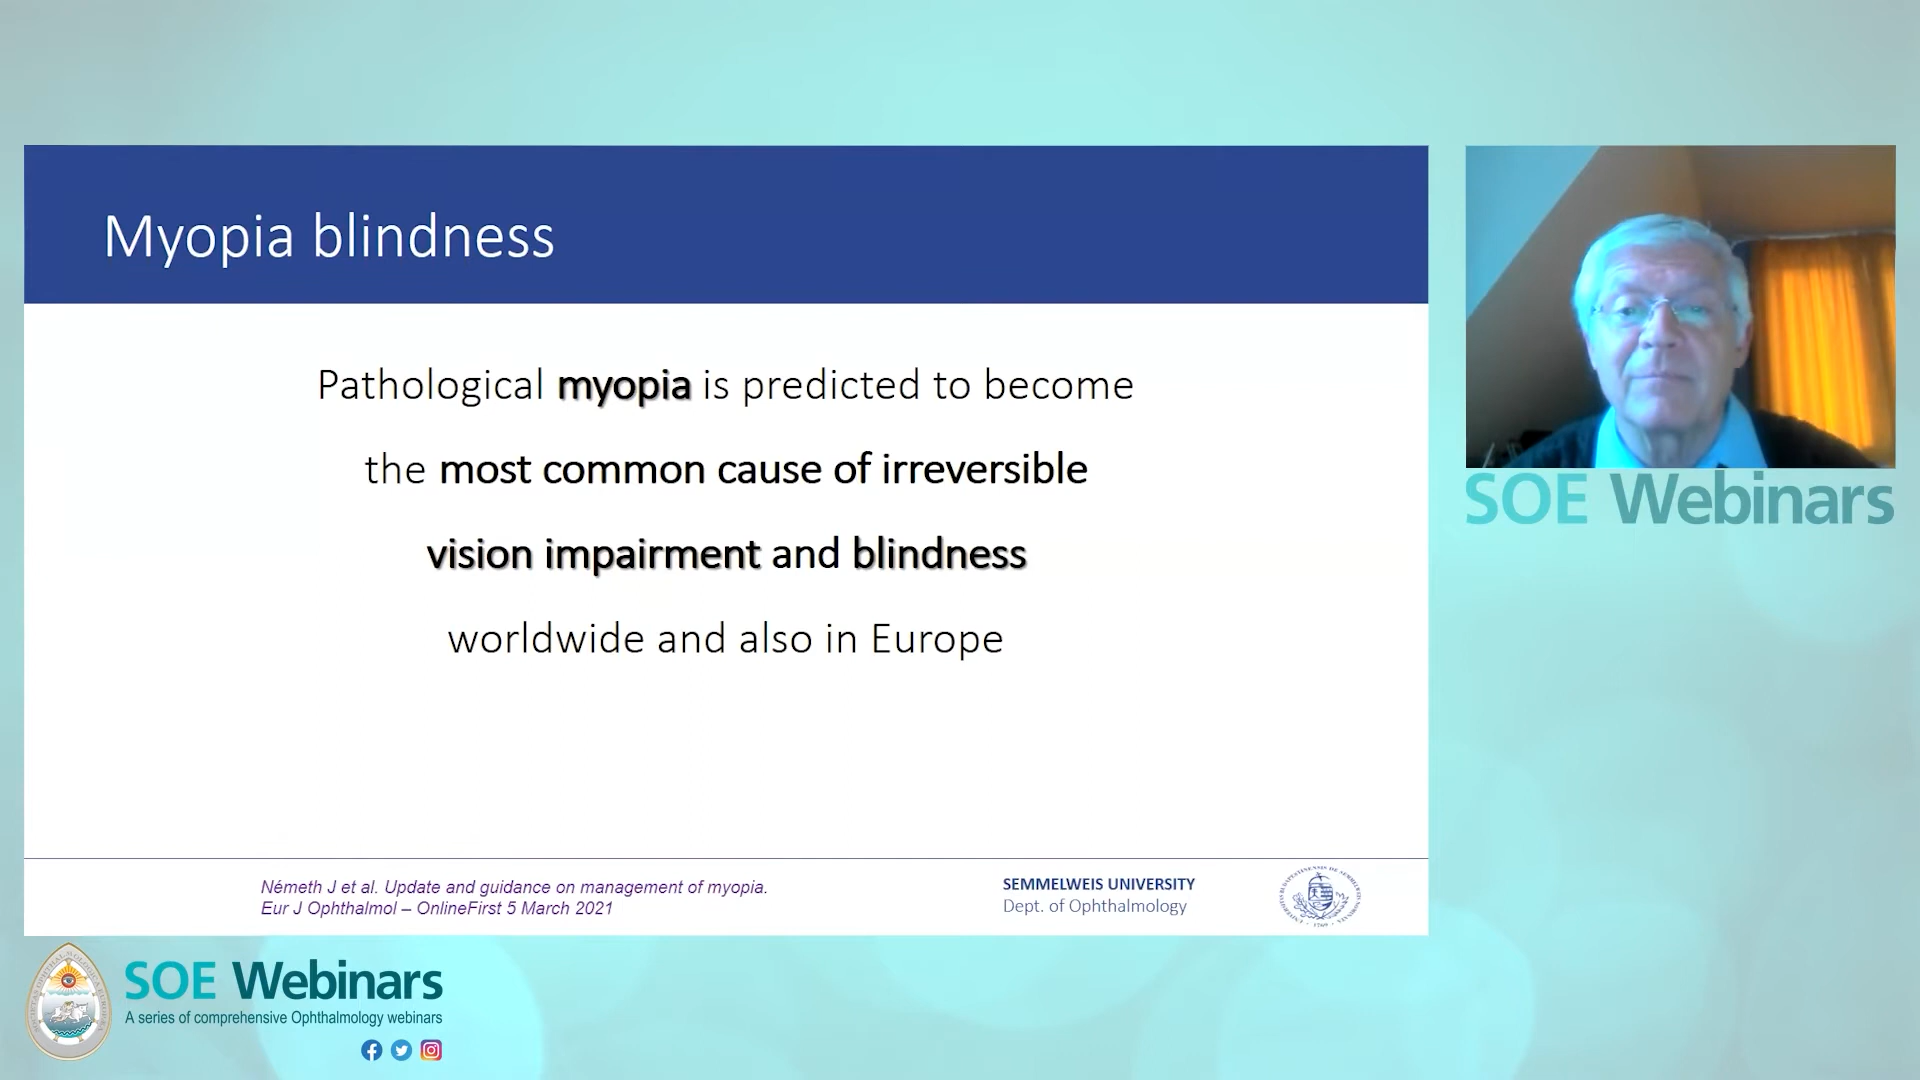 Myopia blindness
Pathological myopia is predicted to become
the most common cause of irreversible
vision impairment and blindness
worldwide and also in Europe
Németh J et al. Update and guidance on management of myopia.
Eur J Ophthalmol – OnlineFirst 5 March 2021
SEMMELWEIS UNIVERSITY
Dept. of Ophthalmology
SOE Webinars
SOE Webinars
A series of comprehensive Ophthalmology webinars